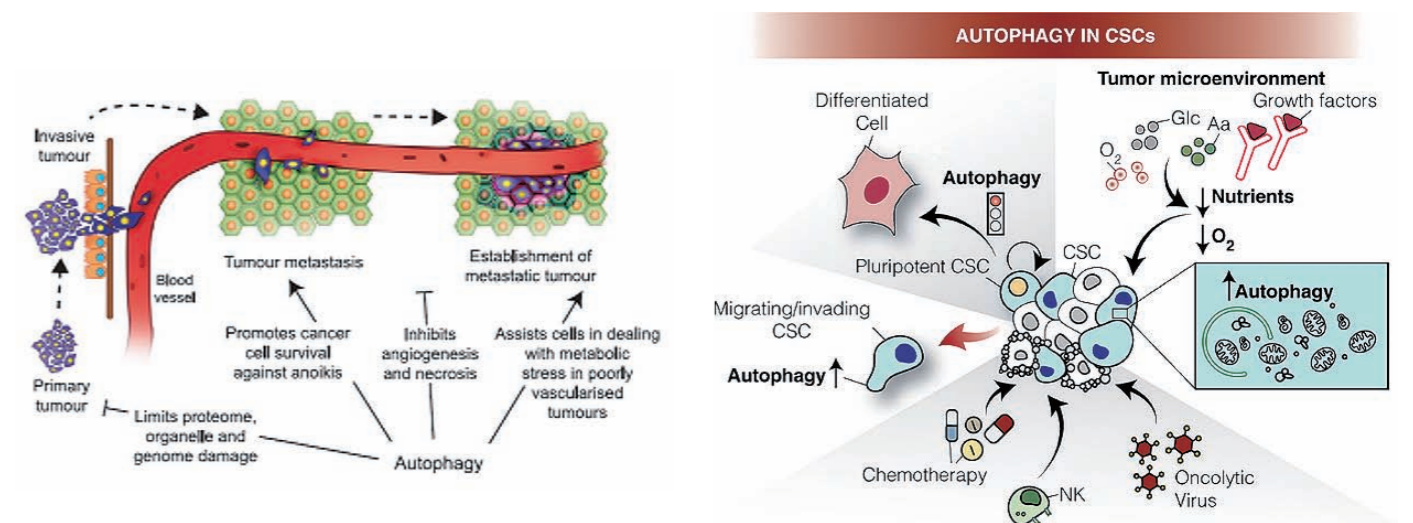 Invasive
tumour
Blood
vessel
Primary
tumour
Tumour metastasis
Establishment of
metastatic tumour
Promotes cancer
cell survival
against anoikis
Inhibits
angiogenesis
and necrosis
Assists cells in dealing
with metabolic
stress in poorly
vascularised
tumours
Limits proteome,
organelle and
genome damage
Autophagy
AUTOPHAGY IN CSCs
Tumor microenvironment
Growth factors
Glc
Aa
O2
Nutrients
O2
Differentiated
Cell
Autophagy
Pluripotent CSC
CSC
Autophagy
Migrating/invading
CSC
Autophagy
Chemotherapy
NK
Oncolytic
Virus